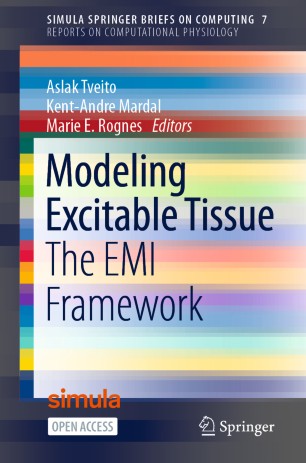 SIMULA SPRINGER BRIEFS ON COMPUTING 7
REPORTS ON COMPUTATIONAL PHYSIOLOGY
Aslak Tveito
Kent-Andre Mardal
Marie E. Rognes Editors
Modeling
Excitable Tissue
The EMI
Framework
simula
OPEN ACCESS
Springer